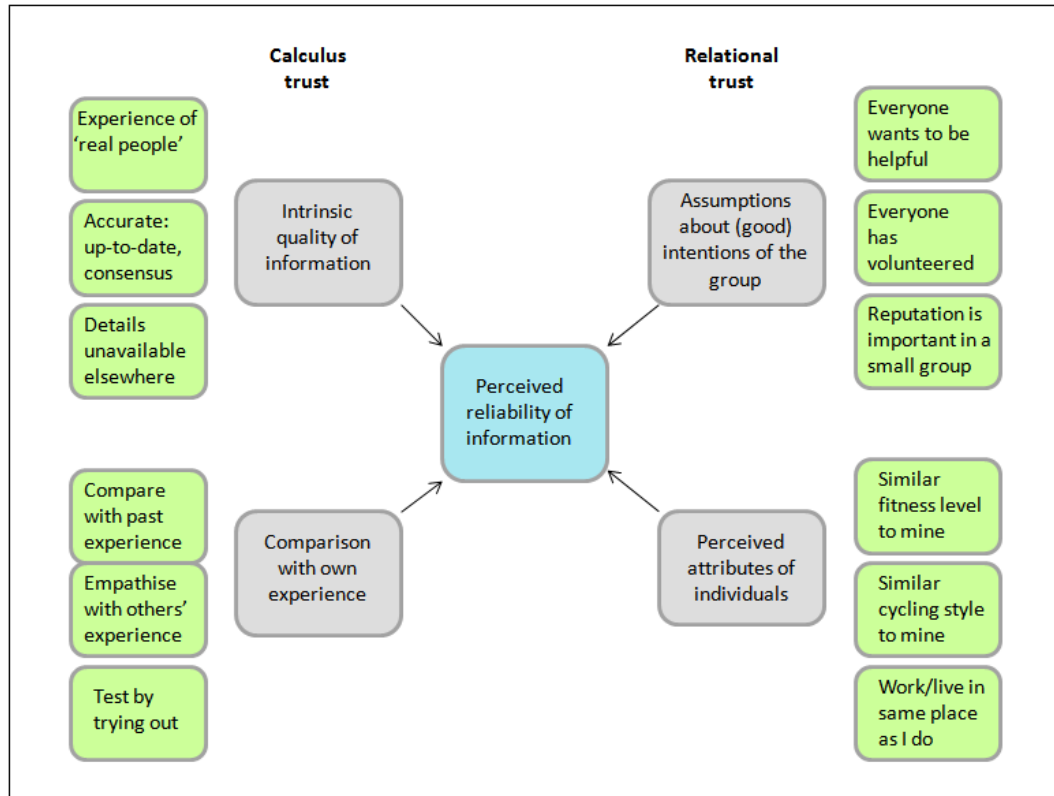 Calculus
trust
Relational
trust
Experience of
‘real people’
Accurate:
up-to-date,
consensus
Details
unavailable
elsewhere
Intrinsic
quality of
information
Assumptions
about (good)
intentions of the
group
Everyone
wants to be
helpful
Everyone
has
volunteered
Reputation is
important in a
small group
Perceived
reliability of
information
Compare
with past
experience
Empathise
with others’
experience
Test by
trying out
Comparison
with own
experience
Perceived
attributes of
individuals
Similar
fitness level
to mine
Similar
cycling style
to mine
Work/live in
same place
as I do